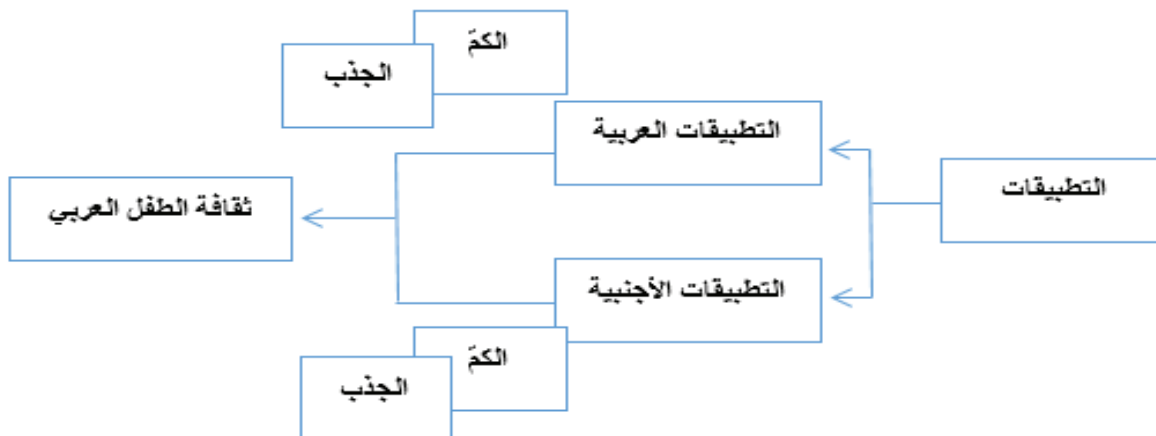 الكمّ
الجذب
التطبيقات العربية
التطبيقات
ثقافة الطفل العربي
التطبيقات الأجنبية
الكمّ
الجذب